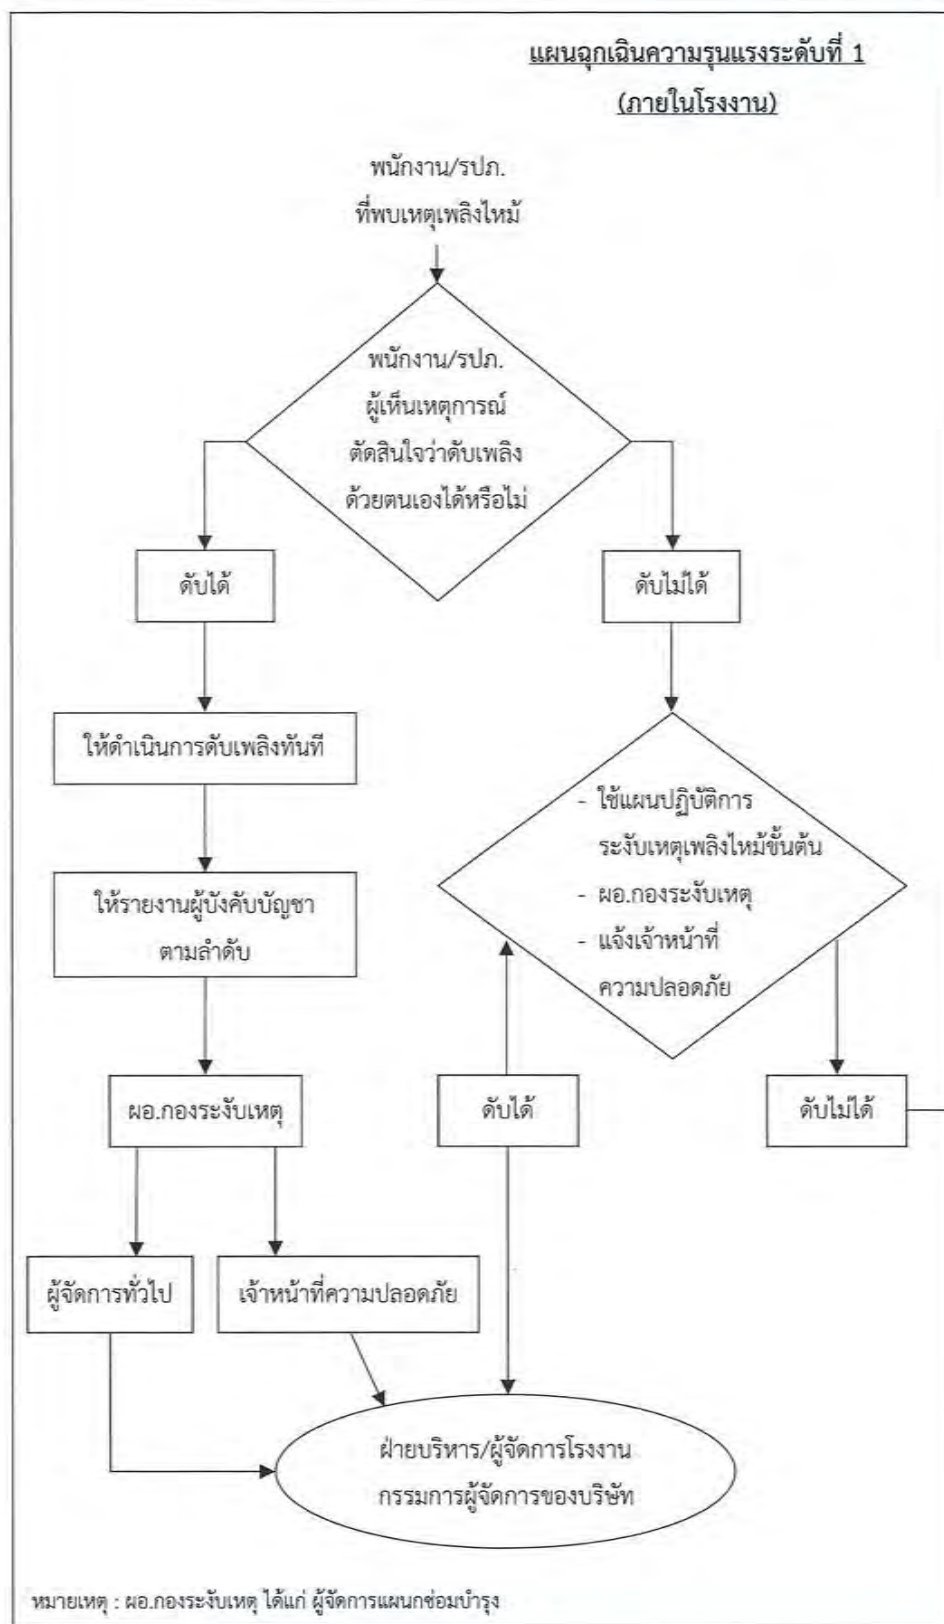 แผนฉุกเฉินความรุนแรงระดับที่ 1
(ภายในโรงงาน)
พนักงาน/รปภ.
ที่พบเหตุเพลิงไหม้
พนักงาน/รปภ.
ผู้เห็นเหตุการณ์
ตัดสินใจว่าดับเพลิง
ด้วยตนเองได้หรือไม่
ดับได้
ดับไม่ได้
ให้ดำเนินการดับเพลิงทันที
ให้รายงานผู้บังคับบัญชา
ตามลำดับ
- ใช้แผนปฏิบัติการ
ระงับเหตุเพลิงไหม้ขั้นต้น
- ผอ.กองระงับเหตุ
- แจ้งเจ้าหน้าที่
ความปลอดภัย
ผอ.กองระงับเหตุ
ดับได้
ดับไม่ได้
ผู้จัดการทั่วไป
เจ้าหน้าที่ความปลอดภัย
ฝ่ายบริหาร/ผู้จัดการโรงงาน
กรรมการผู้จัดการของบริษัท
หมายเหตุ : ผอ.กองระงับเหตุ ได้แก่ ผู้จัดการแผนกซ่อมบำรุง